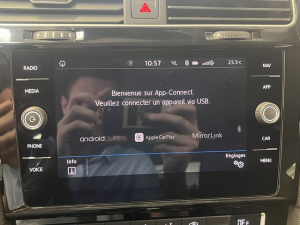 10:57 25.5°C
RADIO NAV
Bienvenue sur App-Connect.
Veuillez connecter un appareil via USB.
MEDIA APP
androidauto Apple CarPlay MirrorLink
PHONE CAR
Info Réglages
VOICE MENU